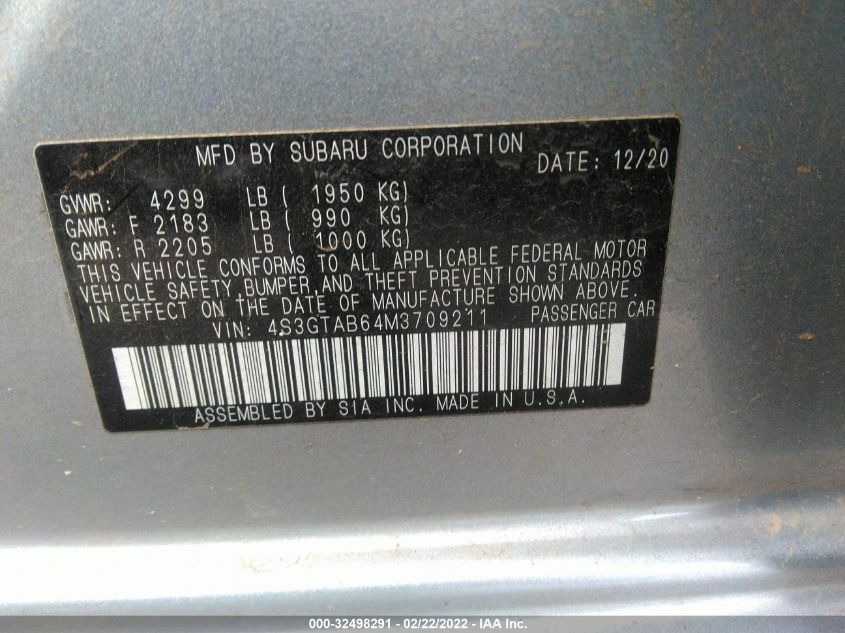 MFD BY SUBARU CORPORATION DATE: 12/20
GVWR: 4299 LB ( 1950 KG)
GAWR: F 2183 LB ( 990 KG)
GAWR: R 2205 LB ( 1000 KG)
THIS VEHICLE CONFORMS TO ALL APPLICABLE FEDERAL MOTOR
VEHICLE SAFETY, BUMPER, AND THEFT PREVENTION STANDARDS
IN EFFECT ON THE DATE OF MANUFACTURE SHOWN ABOVE.
VIN: 4S3GTAB64M3709211 PASSENGER CAR
ASSEMBLED BY SIA INC. MADE IN U.S.A.
000-32498291 - 02/22/2022 - IAA Inc.